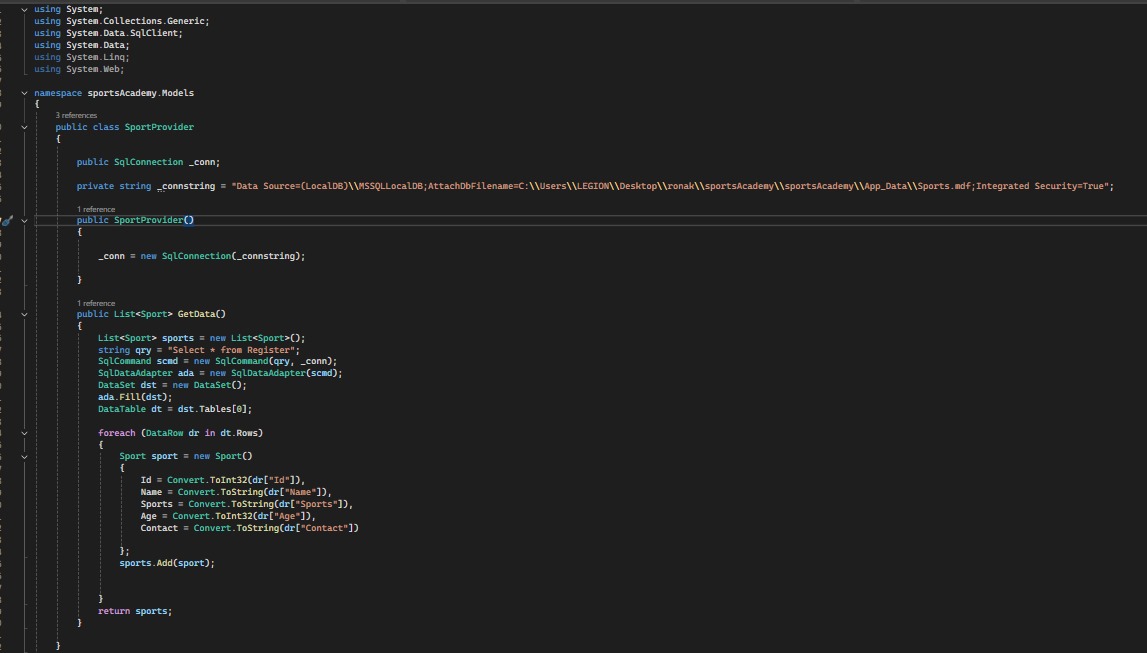 using System;
using System.Collections.Generic;
using System.Data.SqlClient;
using System.Data;
using System.Linq;
using System.Web;
namespace sportsAcademy.Models
{
3 references
public class SportProvider
{
public SqlConnection _conn;
private string _connstring = "Data Source=(LocalDB)\\MSSQLLocalDB;AttachDbFilename=C:\\Users\\LEGION\\Desktop\\ronak\\sportsAcademy\\sportsAcademy\\App_Data\\Sports.mdf;Integrated Security=True";
1 reference
public SportProvider()
{
_conn = new SqlConnection(_connstring);
}
1 reference
public List<Sport> GetData()
{
List<Sport> sports = new List<Sport>();
string qry = "Select * from Register";
SqlCommand scmd = new SqlCommand(qry, _conn);
SqlDataAdapter ada = new SqlDataAdapter(scmd);
DataSet dst = new DataSet();
ada.Fill(dst);
DataTable dt = dst.Tables[0];
foreach (DataRow dr in dt.Rows)
{
Sport sport = new Sport()
{
Id = Convert.ToInt32(dr["Id"]),
Name = Convert.ToString(dr["Name"]),
Sports = Convert.ToString(dr["Sports"]),
Age = Convert.ToInt32(dr["Age"]),
Contact = Convert.ToString(dr["Contact"])
};
sports.Add(sport);
}
return sports;
}
}